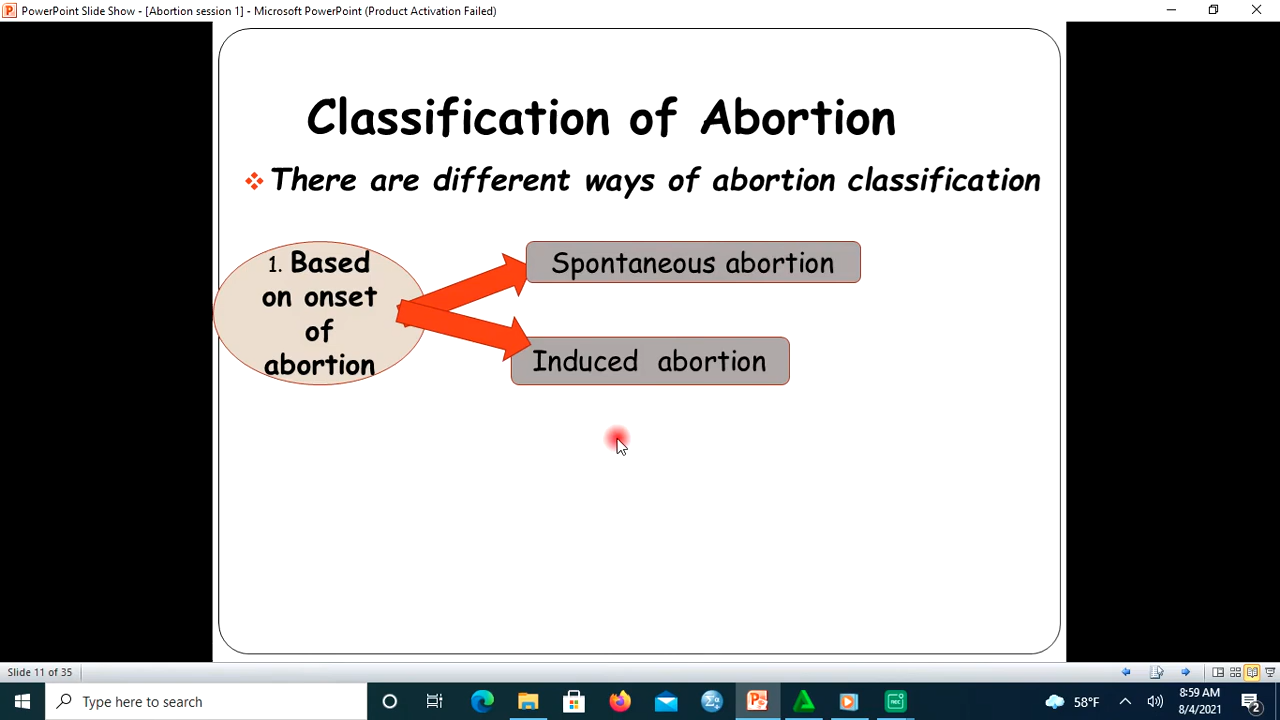 PowerPoint Slide Show - [Abortion session 1] - Microsoft PowerPoint (Product Activation Failed)
Classification of Abortion
There are different ways of abortion classification
1. Based
on onset
of
abortion
Spontaneous abortion
Induced abortion
Slide 11 of 35
Type here to search
58°F
8:59 AM
8/4/2021
2